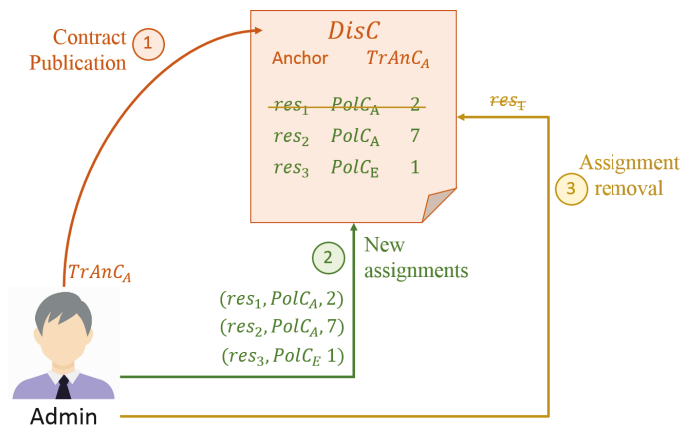 Contract
Publication
1
DisC
Anchor TrAnC_A
res_1 PolC_A 2
res_2 PolC_A 7
res_3 PolC_E 1
res_1
Assignment
removal
3
2
New
assignments
TrAnC_A
(res_1, PolC_A, 2)
(res_2, PolC_A, 7)
(res_3, PolC_E 1)
Admin